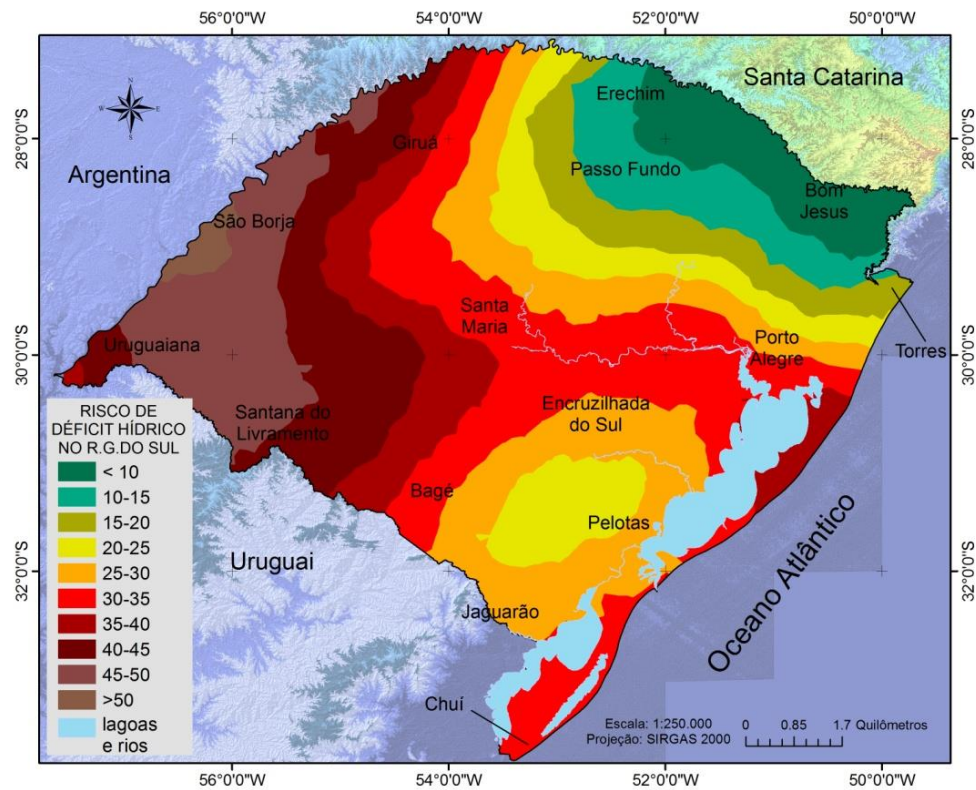 56°0'0"W
54°0'0"W
52°0'0"W
50°0'0"W
Santa Catarina
Erechim
N
W
E
S
28°0'0"S
28°0'0"S
Giruá
Argentina
Passo Fundo
Bom
Jesus
São Borja
Santa
Maria
Porto
Alegre
Torres
Uruguaiana
30°0'0"S
30°0'0"S
Santana do
Livramento
Encruzilhada
do Sul
RISCO DE
DÉFICIT HÍDRICO
NO R.G.DO SUL
< 10
10-15
15-20
20-25
25-30
30-35
35-40
40-45
45-50
>50
lagoas
e rios
Bagé
Pelotas
Uruguai
Oceano Atlântico
32°0'0"S
32°0'0"S
Jaguarão
Chuí
Escala: 1:250.000
Projeção: SIRGAS 2000
0 0.85 1.7 Quilômetros
56°0'0"W
54°0'0"W
52°0'0"W
50°0'0"W